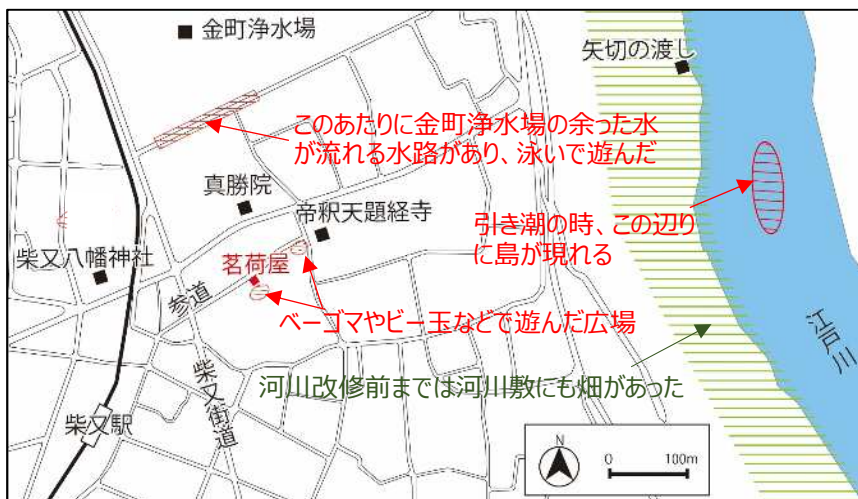 金町浄水場
矢切の渡し
このあたりに金町浄水場の余った水
が流れる水路があり、泳いで遊んだ
真勝院
帝釈天題経寺
引き潮の時、この辺り
に島が現れる
柴又八幡神社
茗荷屋
参道
ベーゴマやビー玉などで遊んだ広場
江戸川
河川改修前までは河川敷にも畑があった
柴又街道
柴又駅
N
0 100m